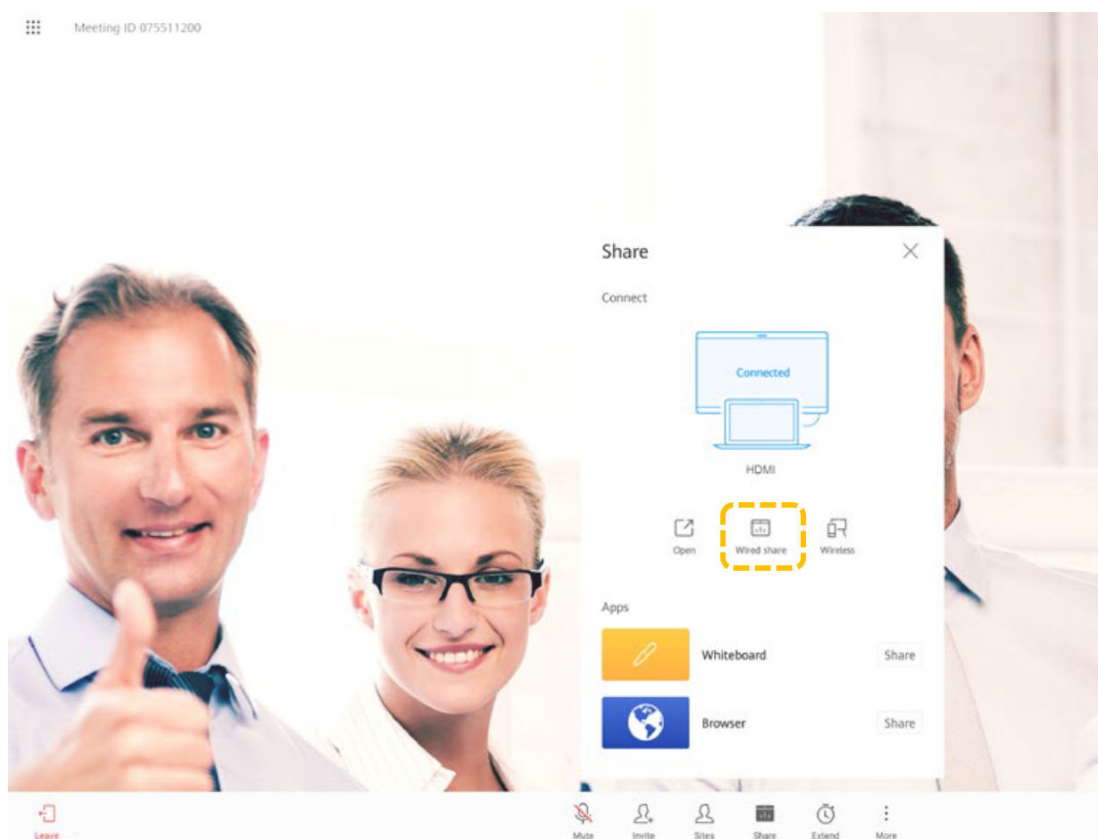 Meeting ID 075511200
Share
Connect
Connected
HDMI
Open
Wired share
Wireless
Apps
Whiteboard
Share
Browser
Share
Leave
Mute
Invite
Sites
Share
Extend
More